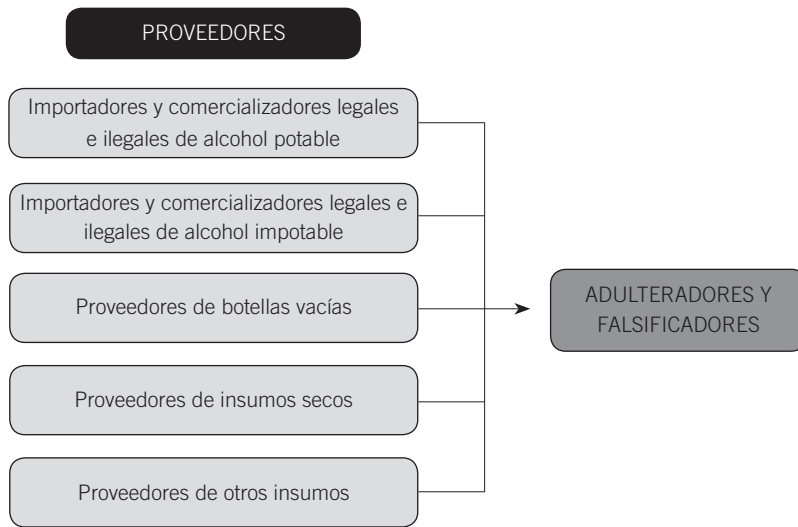 PROVEEDORES
Importadores y comercializadores legales
e ilegales de alcohol potable
Importadores y comercializadores legales e
ilegales de alcohol impotable
Proveedores de botellas vacías
ADULTERADORES Y
FALSIFICADORES
Proveedores de insumos secos
Proveedores de otros insumos